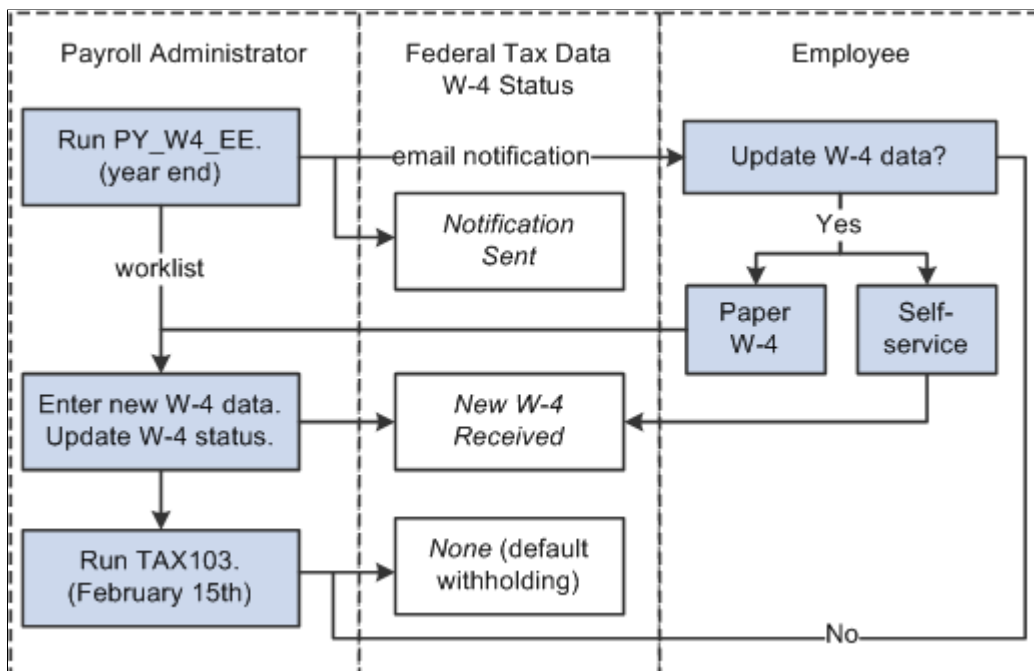 Payroll Administrator
Federal Tax Data
W-4 Status
Employee
Run PY_W4_EE.
(year end)
email notification
Update W-4 data?
Notification
Sent
Yes
worklist
Paper
W-4
Self-
service
Enter new W-4 data.
Update W-4 status.
New W-4
Received
Run TAX103.
(February 15th)
None (default
withholding)
No